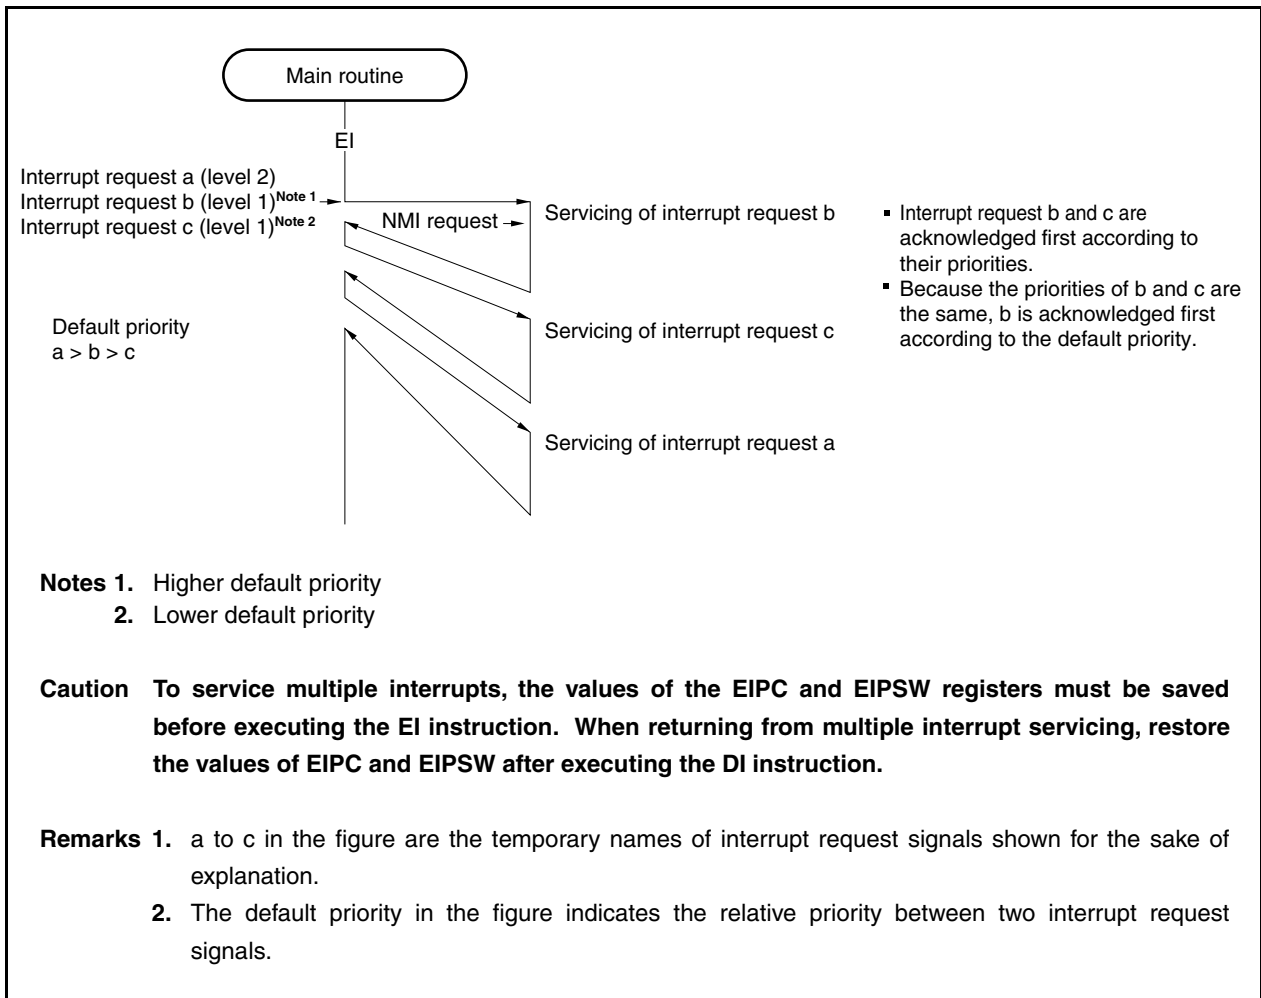 Main routine
EI
Interrupt request a (level 2)
Interrupt request b (level 1)Note 1
Interrupt request c (level 1)Note 2
NMI request
Servicing of interrupt request b
▪ Interrupt request b and c are
acknowledged first according to
their priorities.
▪ Because the priorities of b and c are
the same, b is acknowledged first
according to the default priority.
Default priority
a > b > c
Servicing of interrupt request c
Servicing of interrupt request a
Notes 1. Higher default priority
2. Lower default priority
Caution To service multiple interrupts, the values of the EIPC and EIPSW registers must be saved
before executing the EI instruction. When returning from multiple interrupt servicing, restore
the values of EIPC and EIPSW after executing the DI instruction.
Remarks 1. a to c in the figure are the temporary names of interrupt request signals shown for the sake of
explanation.
2. The default priority in the figure indicates the relative priority between two interrupt request
signals.